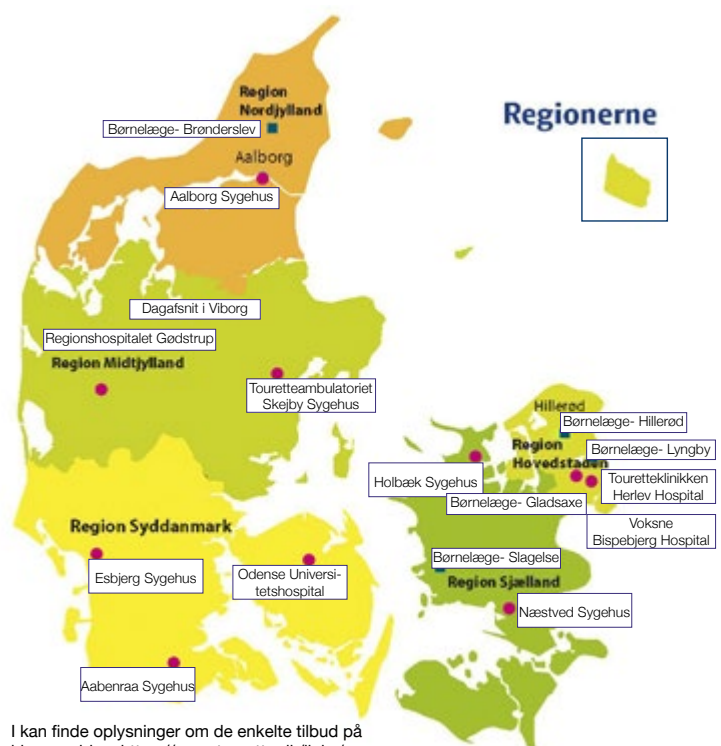 Regionerne
Region
Nordjylland
Børnelæge- Brønderslev
Aalborg
Aalborg Sygehus
Dagafsnit i Viborg
Regionshospitalet Gødstrup
Region Midtjylland
Touretteambulatoriet
Skejby Sygehus
Hillerød
Børnelæge- Hillerød
Region
Hovedstaden
Børnelæge- Lyngby
Holbæk Sygehus
Touretteklinikken
Herlev Hospital
Børnelæge- Gladsaxe
Voksne
Bispebjerg Hospital
Region Syddanmark
Esbjerg Sygehus
Odense Universi-
tetshospital
Børnelæge- Slagelse
Region Sjælland
Næstved Sygehus
Aabenraa Sygehus
I kan finde oplysninger om de enkelte tilbud på